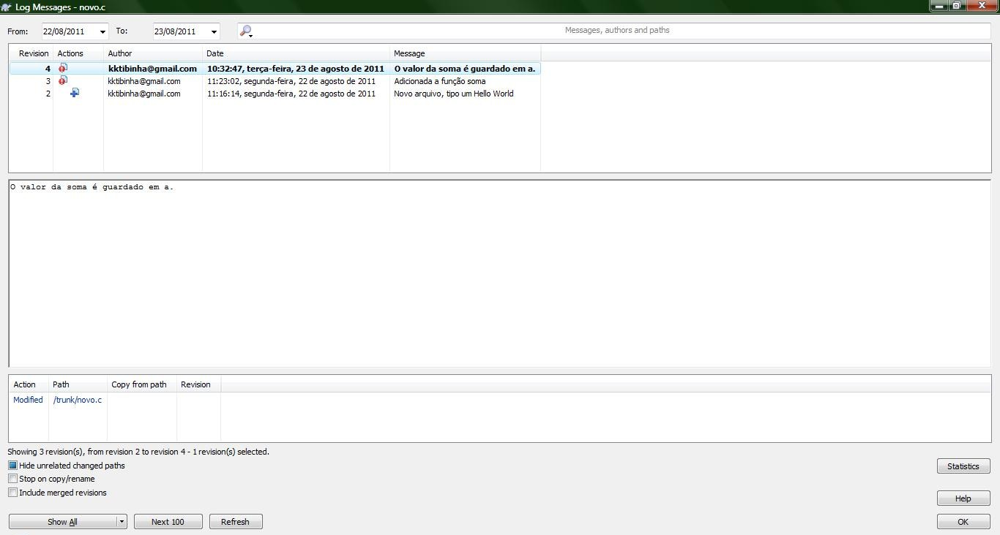 Log Messages - novo.c
From: 22/08/2011 To: 23/08/2011 Messages, authors and paths
Revision Actions Author Date Message
4 kktibinha@gmail.com 10:32:47, terça-feira, 23 de agosto de 2011 O valor da soma é guardado em a.
3 kktibinha@gmail.com 11:23:02, segunda-feira, 22 de agosto de 2011 Adicionada a função soma
2 kktibinha@gmail.com 11:16:14, segunda-feira, 22 de agosto de 2011 Novo arquivo, tipo um Hello World
O valor da soma é guardado em a.
Action Path Copy from path Revision
Modified /trunk/novo.c
Showing 3 revision(s), from revision 2 to revision 4 - 1 revision(s) selected.
Hide unrelated changed paths
Statistics
Stop on copy/rename
Include merged revisions
Help
Show All Next 100 Refresh OK